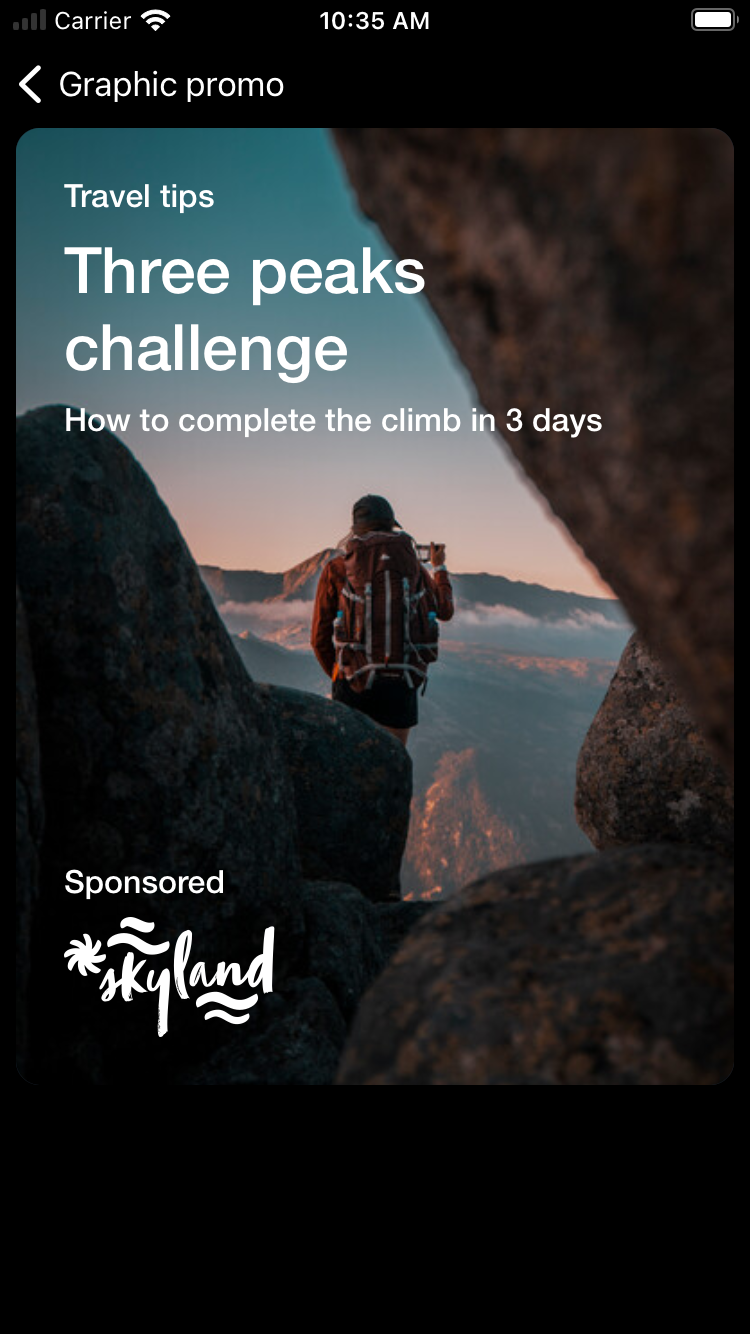 Carrier
10:35 AM
Graphic promo
Travel tips
Three peaks
challenge
How to complete the climb in 3 days
Sponsored
skyland